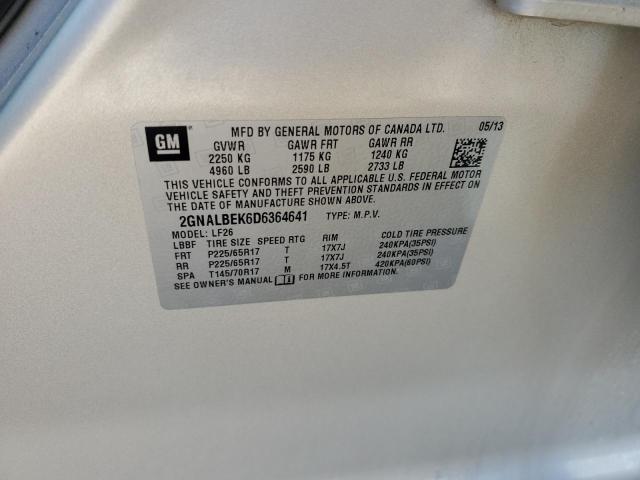 GM
MFD BY GENERAL MOTORS OF CANADA LTD. 05/13
GVWR GAWR FRT GAWR RR
2250 KG 1175 KG 1240 KG
4960 LB 2590 LB 2733 LB
THIS VEHICLE CONFORMS TO ALL APPLICABLE U.S. FEDERAL MOTOR
VEHICLE SAFETY AND THEFT PREVENTION STANDARDS IN EFFECT ON
THE DATE OF MANUFACTURE SHOWN ABOVE.
2GNALBEK6D6364641 TYPE: M.P.V.
MODEL: LF26
LBBF TIRE SIZE SPEED RTG RIM COLD TIRE PRESSURE
FRT P225/65R17 T 17X7J 240KPA(35PSI)
RR P225/65R17 T 17X7J 240KPA(35PSI)
SPA T145/70R17 M 17X4.5T 420KPA(60PSI)
SEE OWNER'S MANUAL FOR MORE INFORMATION.